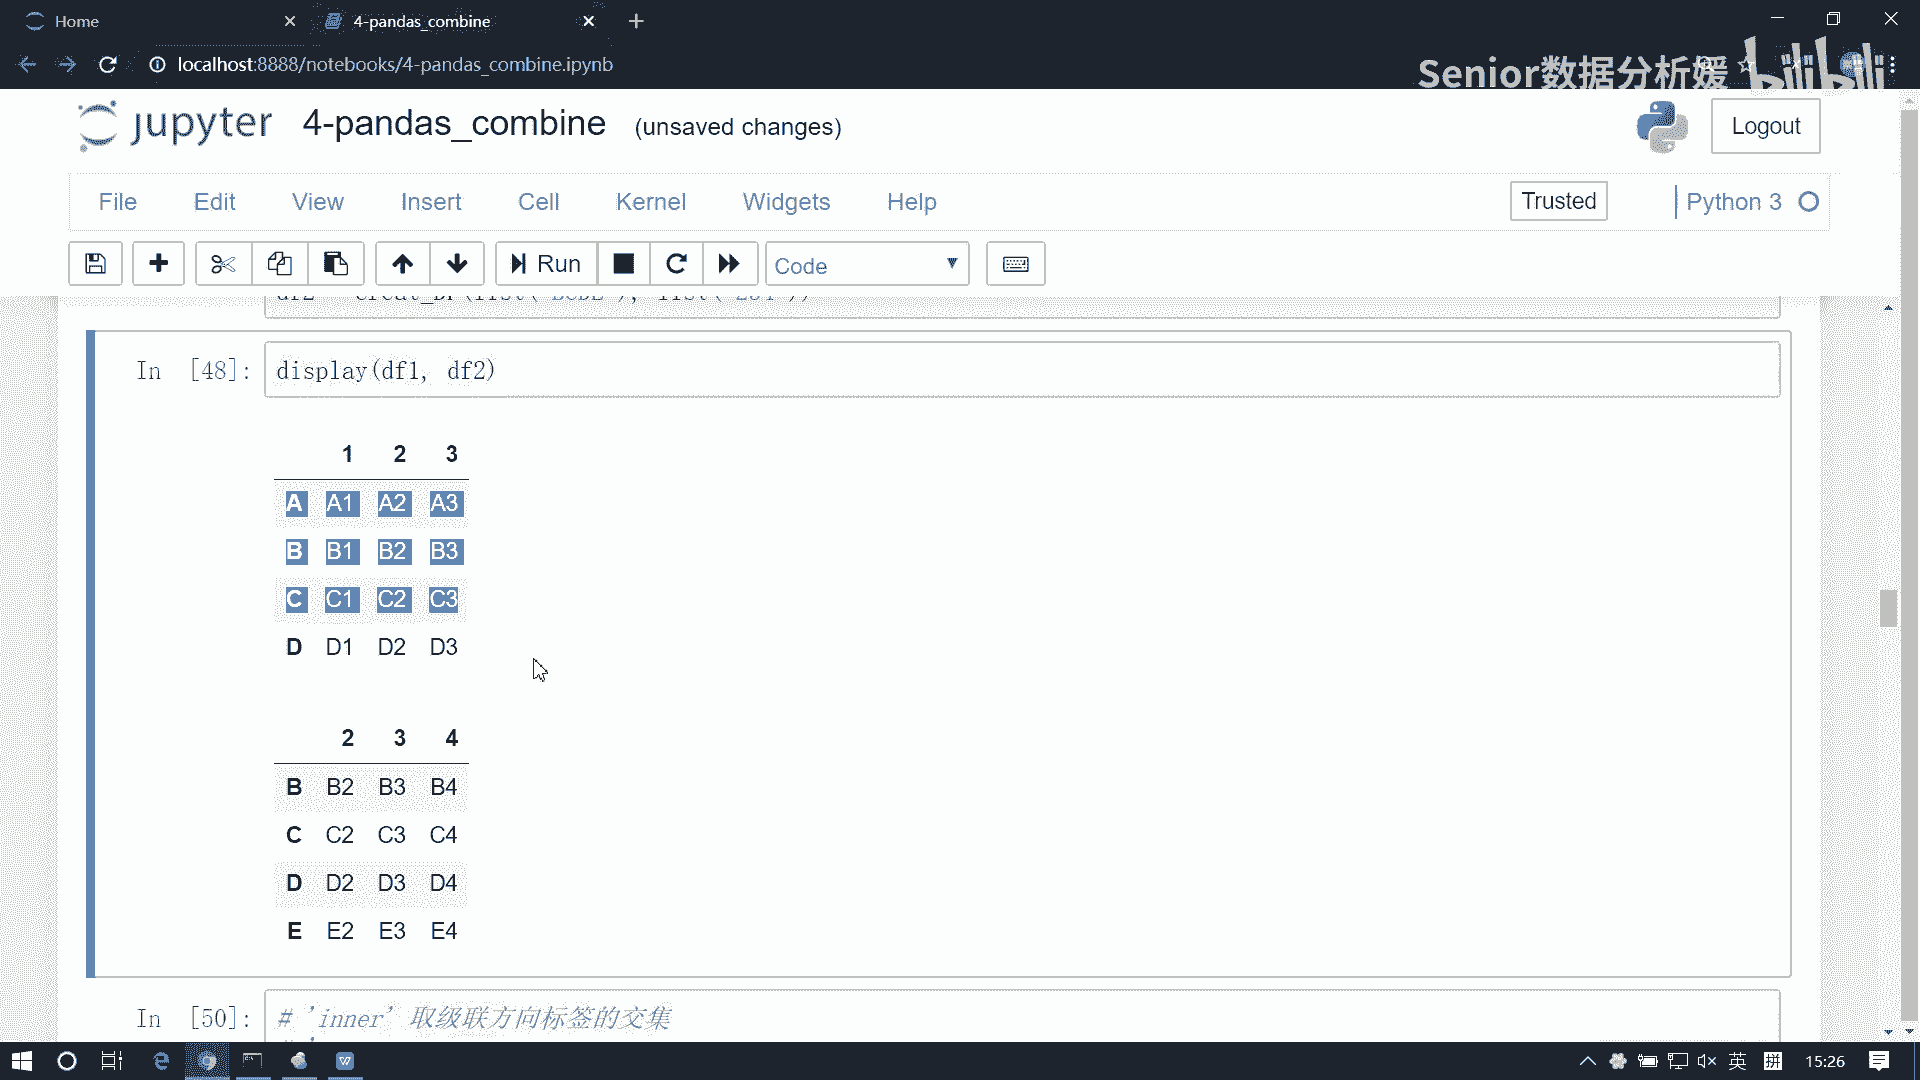 Home
4-pandas_combine
localhost:8888/notebooks/4-pandas_combine.ipynb
Senior数据分析媛 bilibili
jupyter 4-pandas_combine (unsaved changes)
Logout
File Edit View Insert Cell Kernel Widgets Help
Trusted
Python 3
Run
Code
In [48]: display(df1, df2)
1 2 3
A A1 A2 A3
B B1 B2 B3
C C1 C2 C3
D D1 D2 D3
2 3 4
B B2 B3 B4
C C2 C3 C4
D D2 D3 D4
E E2 E3 E4
In [50]: # 'inner' 取级联方向标签的交集
英 拼 15:26